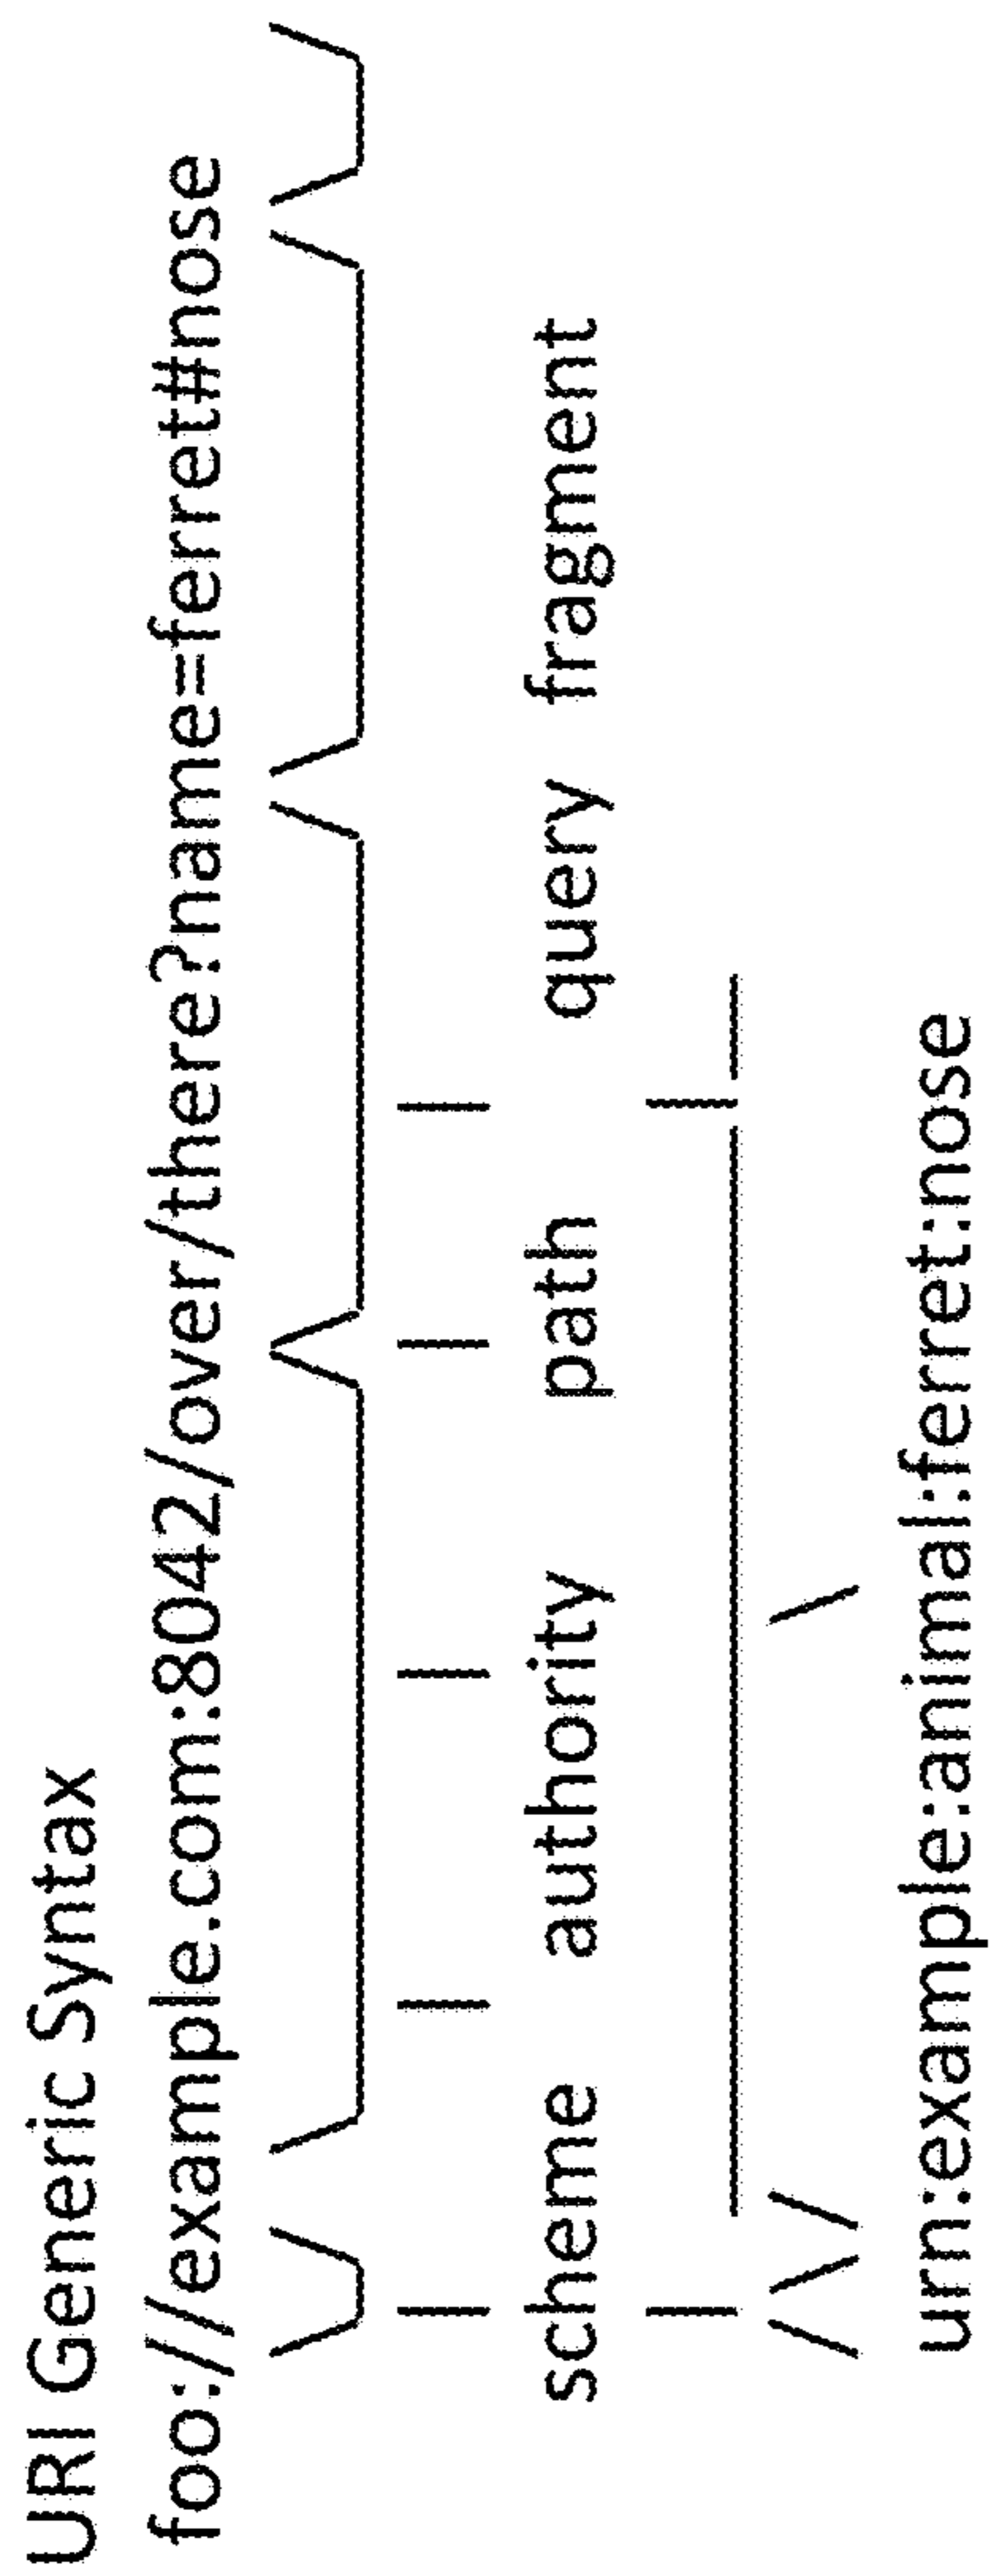 URI Generic Syntax
foo://example.com:8042/over/there?name=ferret#nose
scheme authority path query fragment
urn:example:animal:ferret:nose